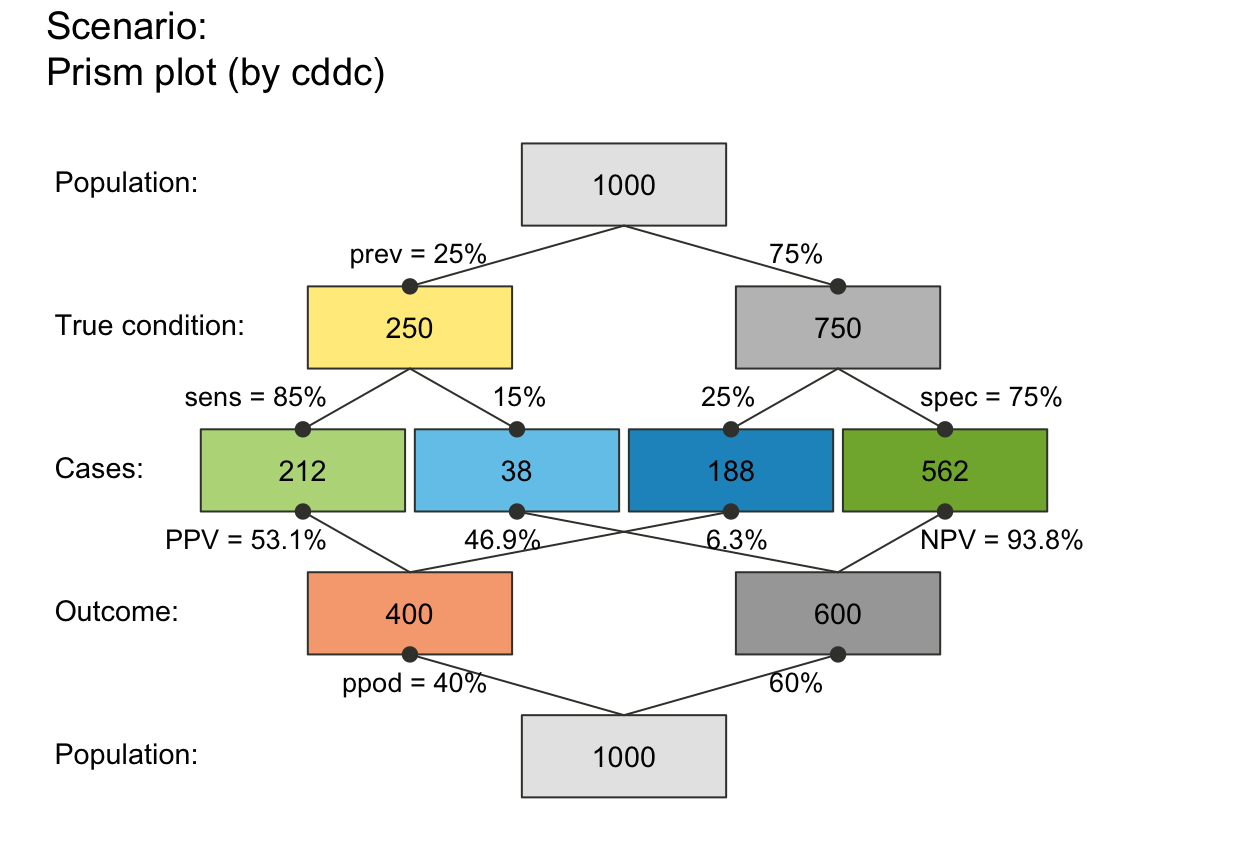 Scenario:
Prism plot (by cddc)
Population:
1000
prev = 25%
75%
True condition:
250
750
sens = 85%
15%
25%
spec = 75%
Cases:
212
38
188
562
PPV = 53.1%
46.9%
6.3%
NPV = 93.8%
Outcome:
400
600
ppod = 40%
60%
Population:
1000